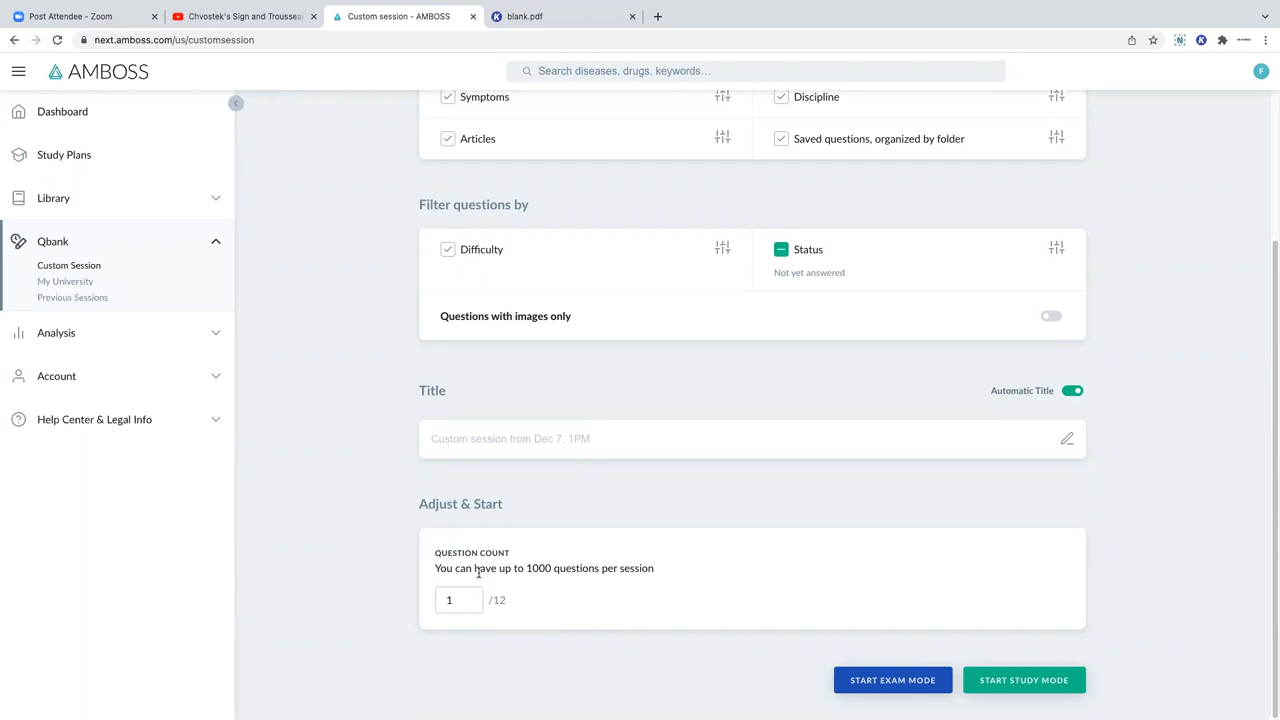 Post Attendee - Zoom
Chvostek's Sign and Trousseau
Custom session - AMBOSS
blank.pdf
next.amboss.com/us/customsession
AMBOSS
Search diseases, drugs, keywords…
F
Dashboard
Study Plans
Library
Qbank
Custom Session
My University
Previous Sessions
Analysis
Account
Help Center & Legal Info
Symptoms
Discipline
Articles
Saved questions, organized by folder
Filter questions by
Difficulty
Status
Not yet answered
Questions with images only
Title
Automatic Title
Custom session from Dec 7, 1PM
Adjust & Start
QUESTION COUNT
You can have up to 1000 questions per session
1 /12
START EXAM MODE
START STUDY MODE